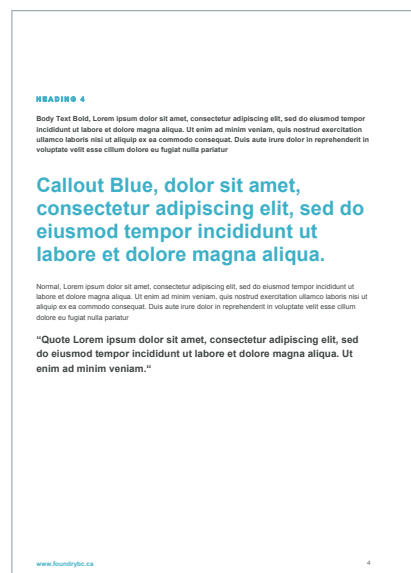 HEADING 4
Body Text Bold, Lorem ipsum dolor sit amet, consectetur adipiscing elit, sed do eiusmod tempor
incididunt ut labore et dolore magna aliqua. Ut enim ad minim veniam, quis nostrud exercitation
ullamco laboris nisi ut aliquip ex ea commodo consequat. Duis aute irure dolor in reprehenderit in
voluptate velit esse cillum dolore eu fugiat nulla pariatur
Callout Blue, dolor sit amet,
consectetur adipiscing elit, sed do
eiusmod tempor incididunt ut
labore et dolore magna aliqua.
Normal, Lorem ipsum dolor sit amet, consectetur adipiscing elit, sed do eiusmod tempor incididunt ut
labore et dolore magna aliqua. Ut enim ad minim veniam, quis nostrud exercitation ullamco laboris nisi ut
aliquip ex ea commodo consequat. Duis aute irure dolor in reprehenderit in voluptate velit esse cillum
dolore eu fugiat nulla pariatur
“Quote Lorem ipsum dolor sit amet, consectetur adipiscing elit, sed
do eiusmod tempor incididunt ut labore et dolore magna aliqua. Ut
enim ad minim veniam.“
www.foundrybc.ca
4